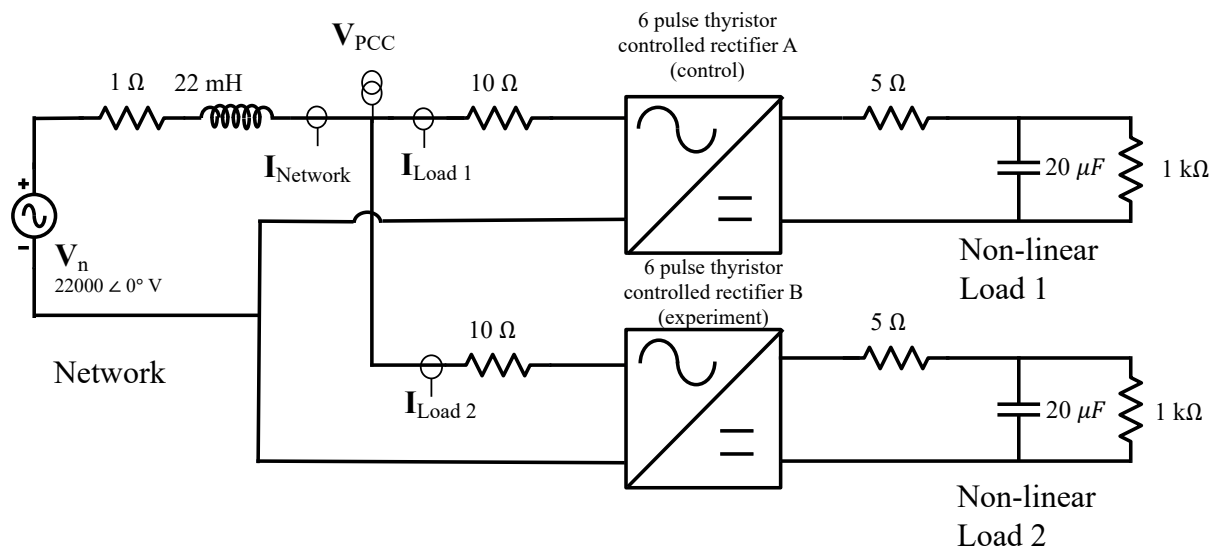 6 pulse thyristor
controlled rectifier A
(control)
V_PCC
1 Ω
22 mH
10 Ω
5 Ω
I_Network
I_Load 1
20 μF
1 kΩ
+
−
V_n
22000 ∠ 0° V
Non-linear
Load 1
6 pulse thyristor
controlled rectifier B
(experiment)
Network
10 Ω
5 Ω
I_Load 2
20 μF
1 kΩ
Non-linear
Load 2